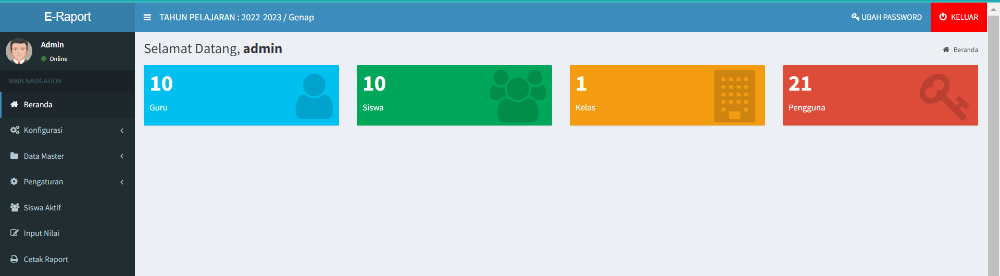 E-Raport
TAHUN PELAJARAN : 2022-2023 / Genap
UBAH PASSWORD
KELUAR
Admin
Online
MAIN NAVIGATION
Beranda
Konfigurasi
Data Master
Pengaturan
Siswa Aktif
Input Nilai
Cetak Raport
Selamat Datang, admin
Beranda
10
Guru
10
Siswa
1
Kelas
21
Pengguna